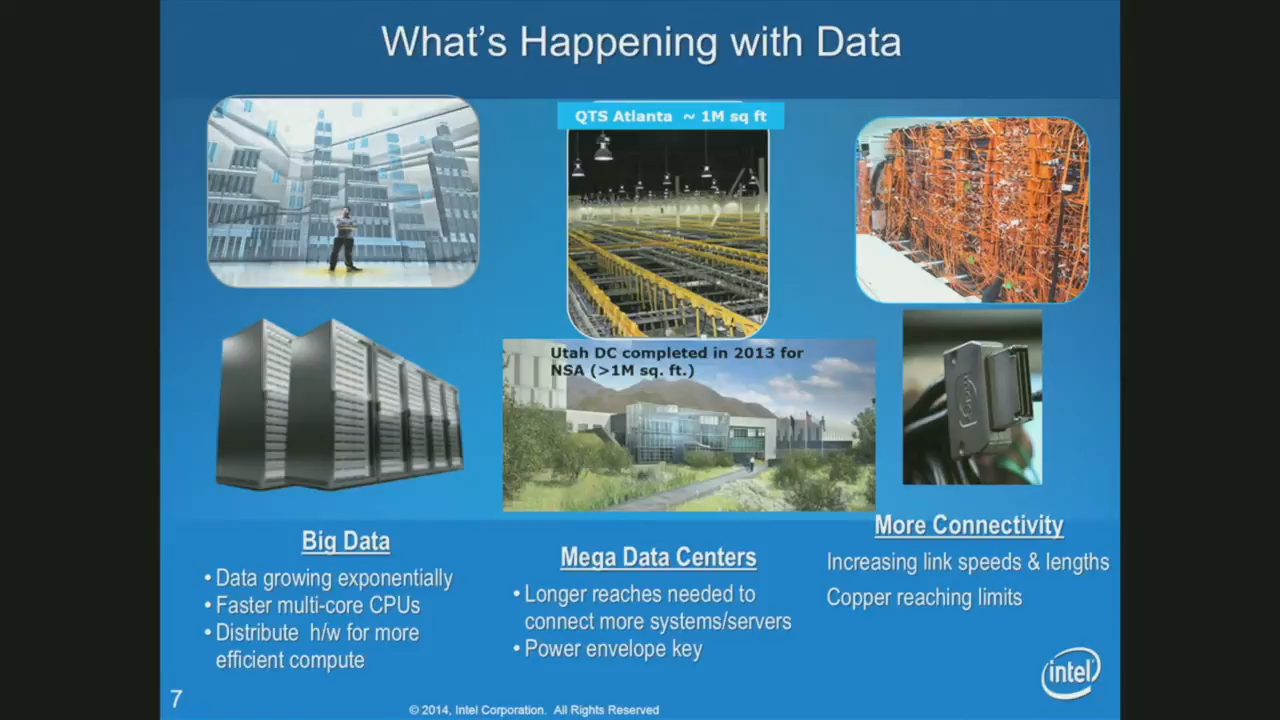 What's Happening with Data
QTS Atlanta ~ 1M sq ft
Utah DC completed in 2013 for
NSA (>1M sq. ft.)
Big Data
• Data growing exponentially
• Faster multi-core CPUs
• Distribute h/w for more
efficient compute
Mega Data Centers
• Longer reaches needed to
connect more systems/servers
• Power envelope key
More Connectivity
Increasing link speeds & lengths
Copper reaching limits
intel
7
© 2014, Intel Corporation. All Rights Reserved